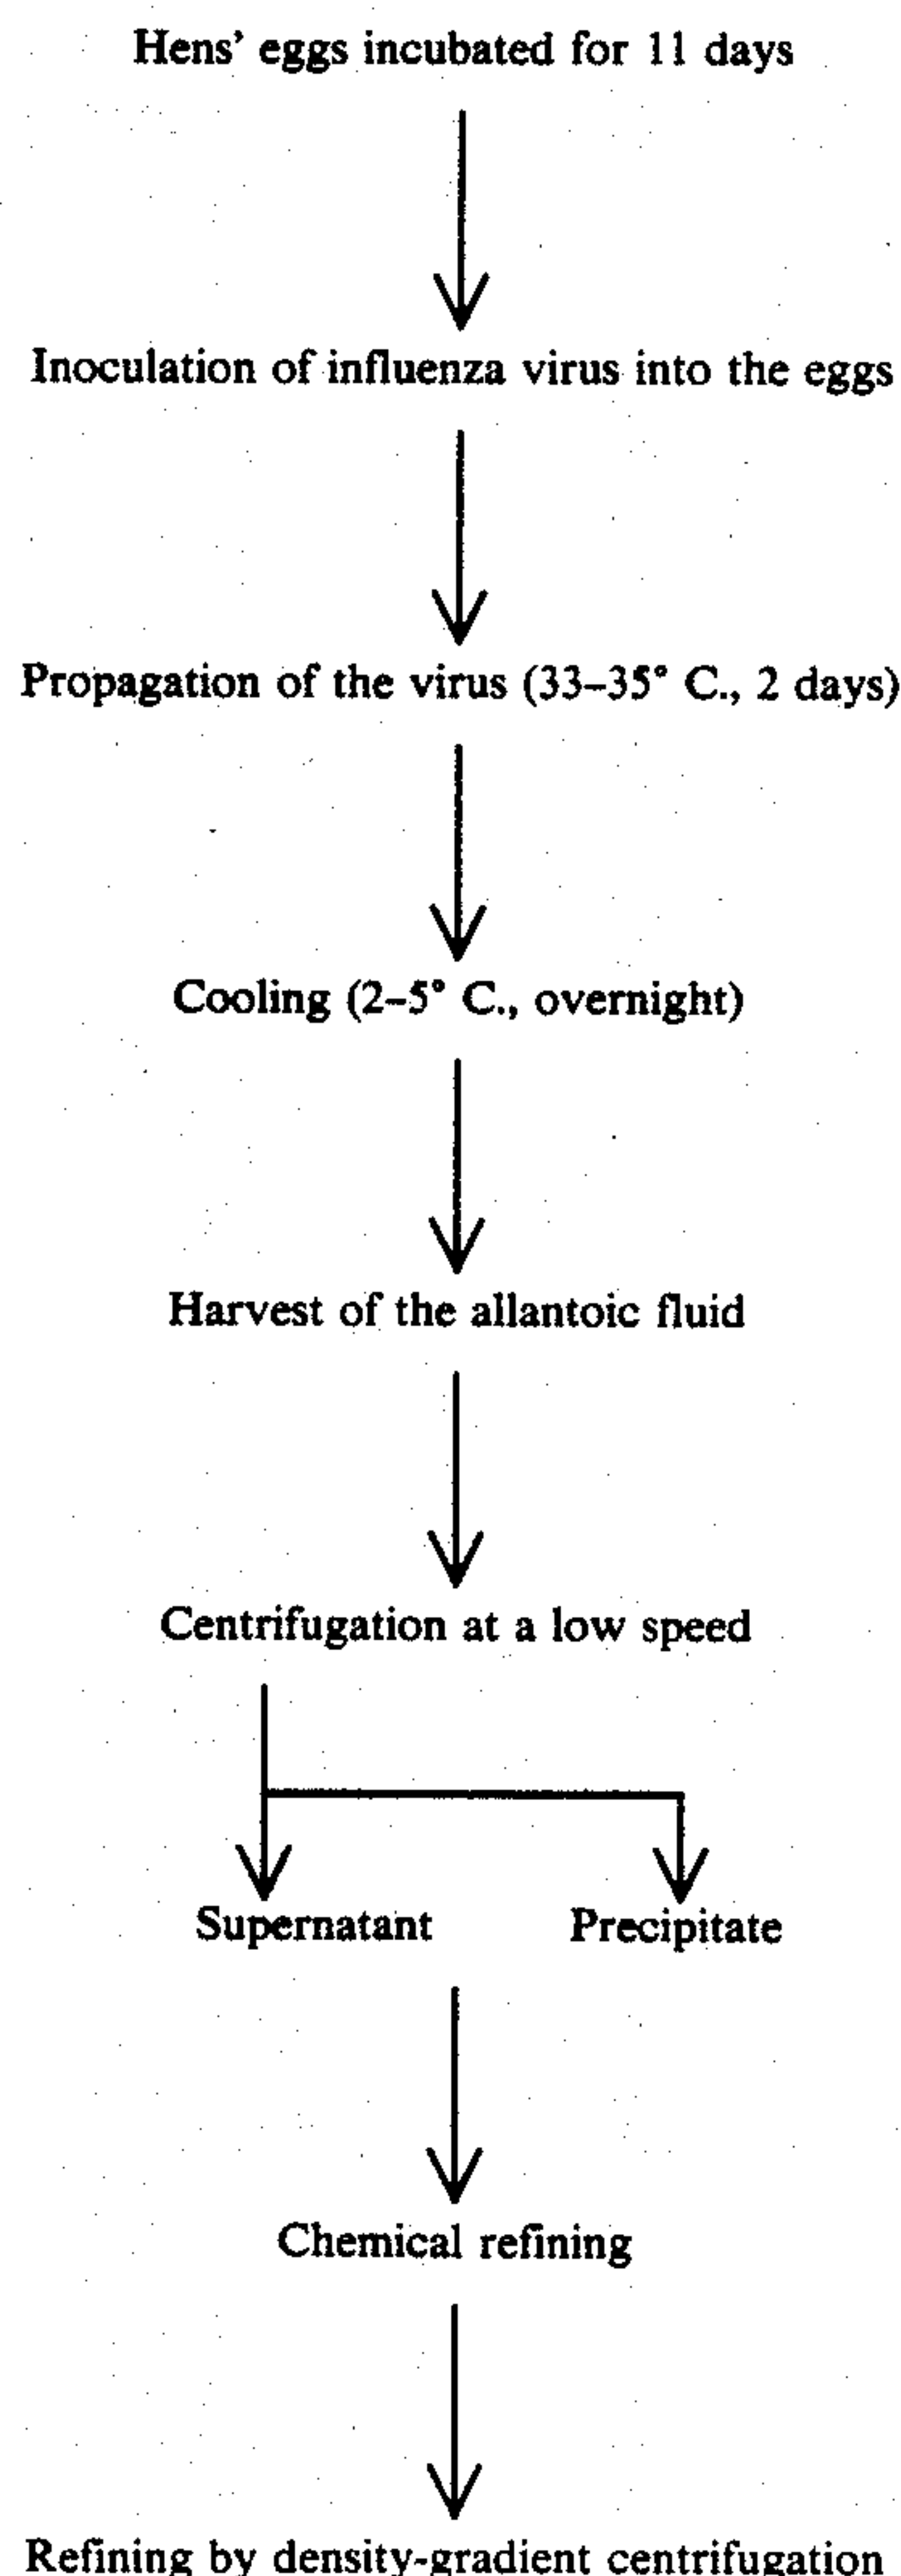 Hens’ eggs incubated for 11 days
Inoculation of influenza virus into the eggs
Propagation of the virus (33–35° C., 2 days)
Cooling (2–5° C., overnight)
Harvest of the allantoic fluid
Centrifugation at a low speed
Supernatant Precipitate
Chemical refining
Refining by density-gradient centrifugation